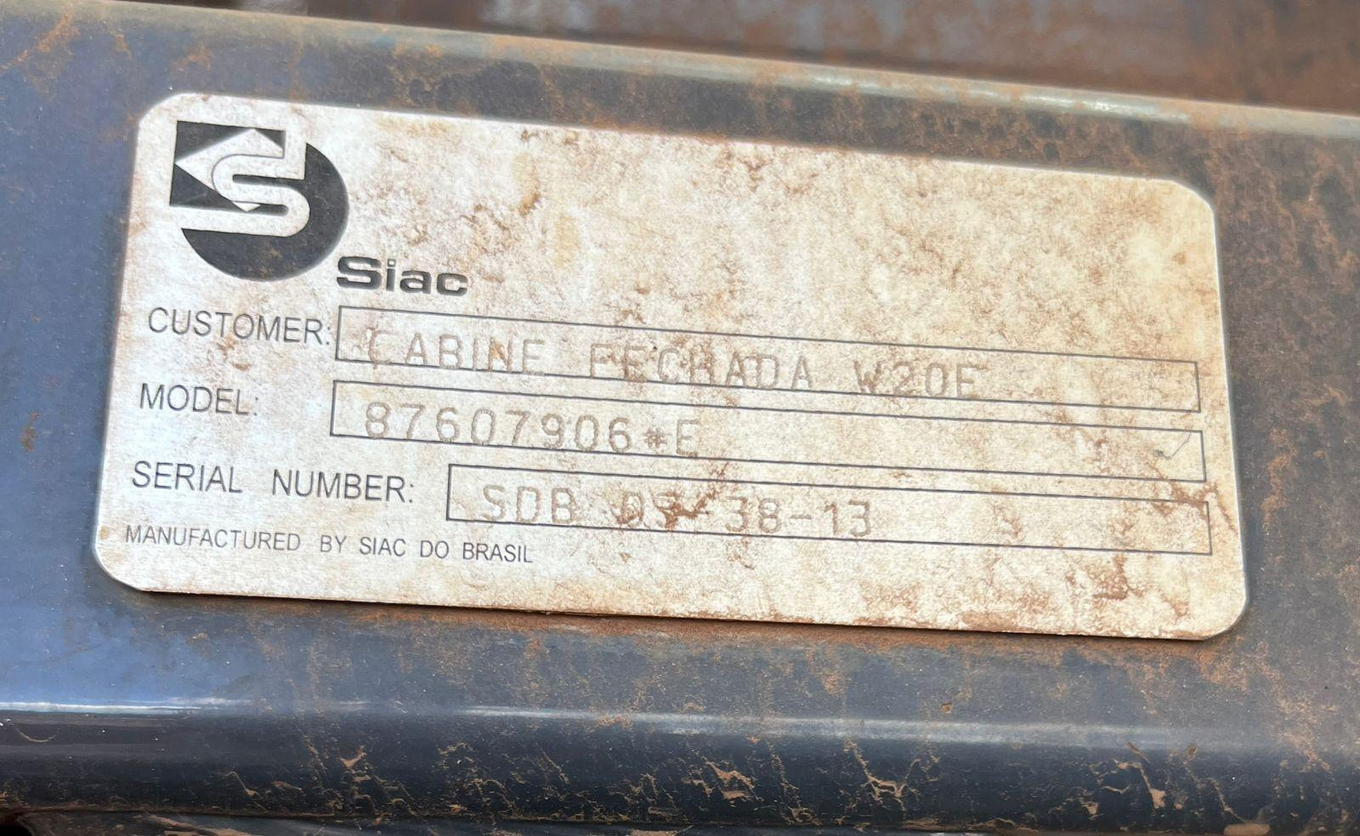 S
Siac
CUSTOMER: CABINE FECHADA W20E
MODEL: 87607906*E
SERIAL NUMBER: SDB 38-13
MANUFACTURED BY SIAC DO BRASIL